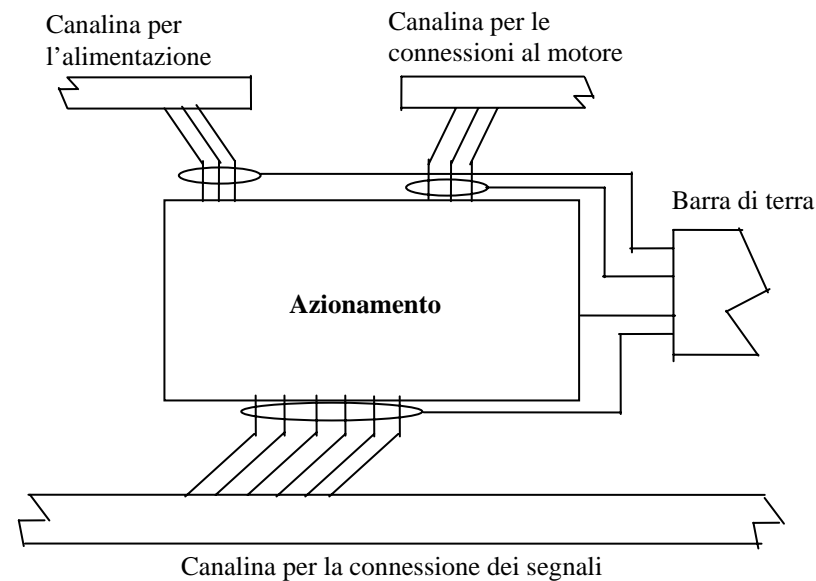 Canalina per
l’alimentazione
Canalina per le
connessioni al motore
Barra di terra
Azionamento
Canalina per la connessione dei segnali